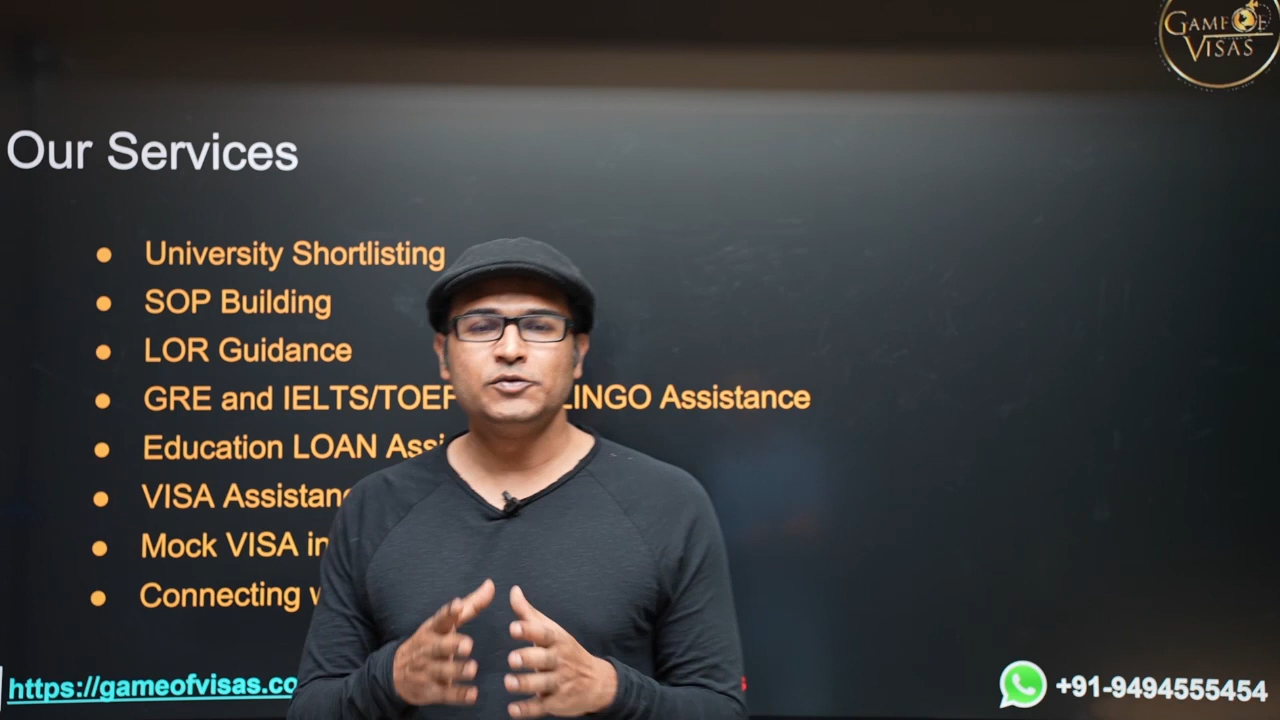 GAME OF
VISAS
Our Services
● University Shortlisting
● SOP Building
● LOR Guidance
● GRE and IELTS/TOEF LINGO Assistance
● Education LOAN Assi
● VISA Assistanc
● Mock VISA in
● Connecting w
https://gameofvisas.co
+91-9494555454